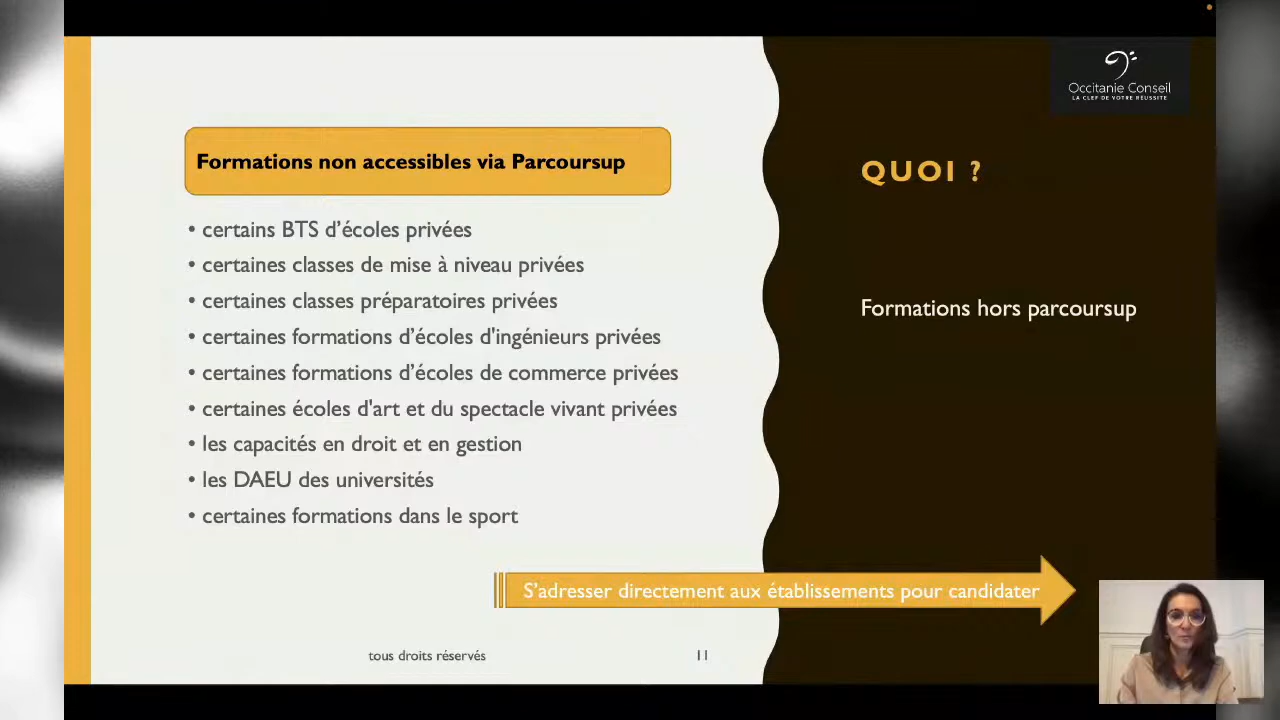 Occitanie Conseil
LA CLEF DE VOTRE RÉUSSITE
Formations non accessibles via Parcoursup
QUOI ?
• certains BTS d’écoles privées
• certaines classes de mise à niveau privées
• certaines classes préparatoires privées
Formations hors parcoursup
• certaines formations d’écoles d'ingénieurs privées
• certaines formations d’écoles de commerce privées
• certaines écoles d'art et du spectacle vivant privées
• les capacités en droit et en gestion
• les DAEU des universités
• certaines formations dans le sport
S’adresser directement aux établissements pour candidater
tous droits réservés
11